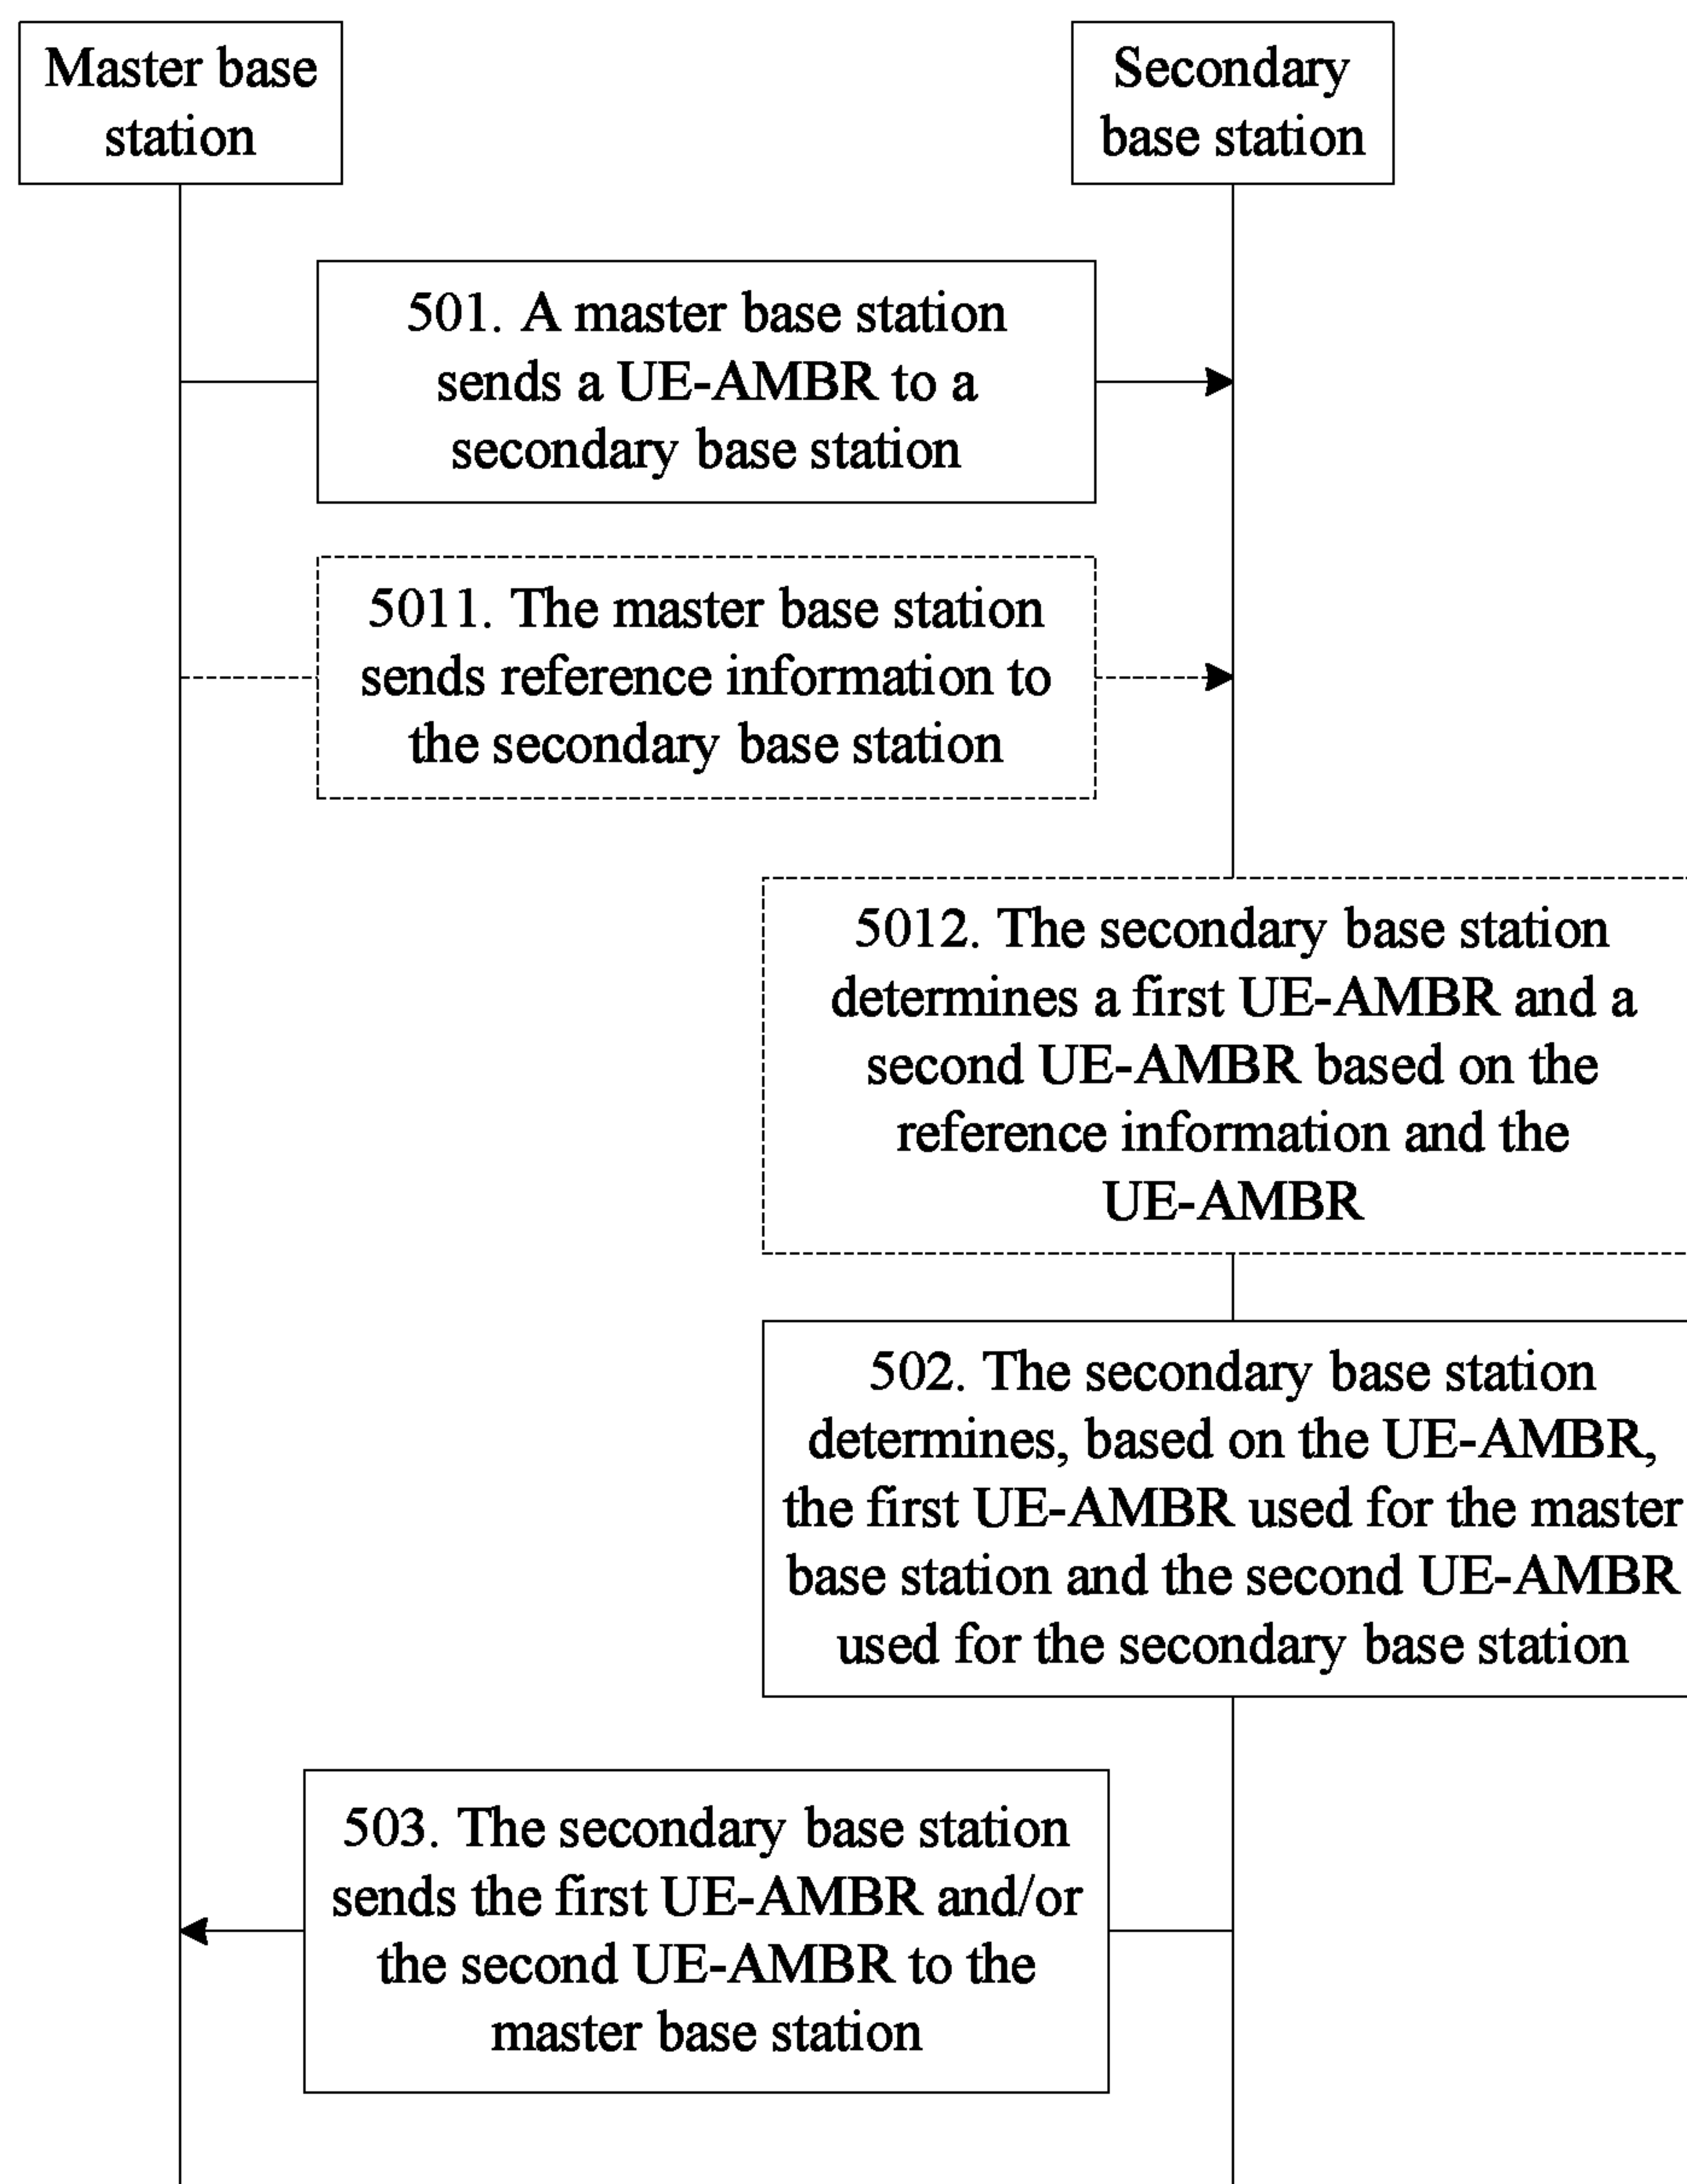 Master base
station
Secondary
base station
501. A master base station
sends a UE-AMBR to a
secondary base station
5011. The master base station
sends reference information to
the secondary base station
5012. The secondary base station
determines a first UE-AMBR and a
second UE-AMBR based on the
reference information and the
UE-AMBR
502. The secondary base station
determines, based on the UE-AMBR,
the first UE-AMBR used for the master
base station and the second UE-AMBR
used for the secondary base station
503. The secondary base station
sends the first UE-AMBR and/or
the second UE-AMBR to the
master base station